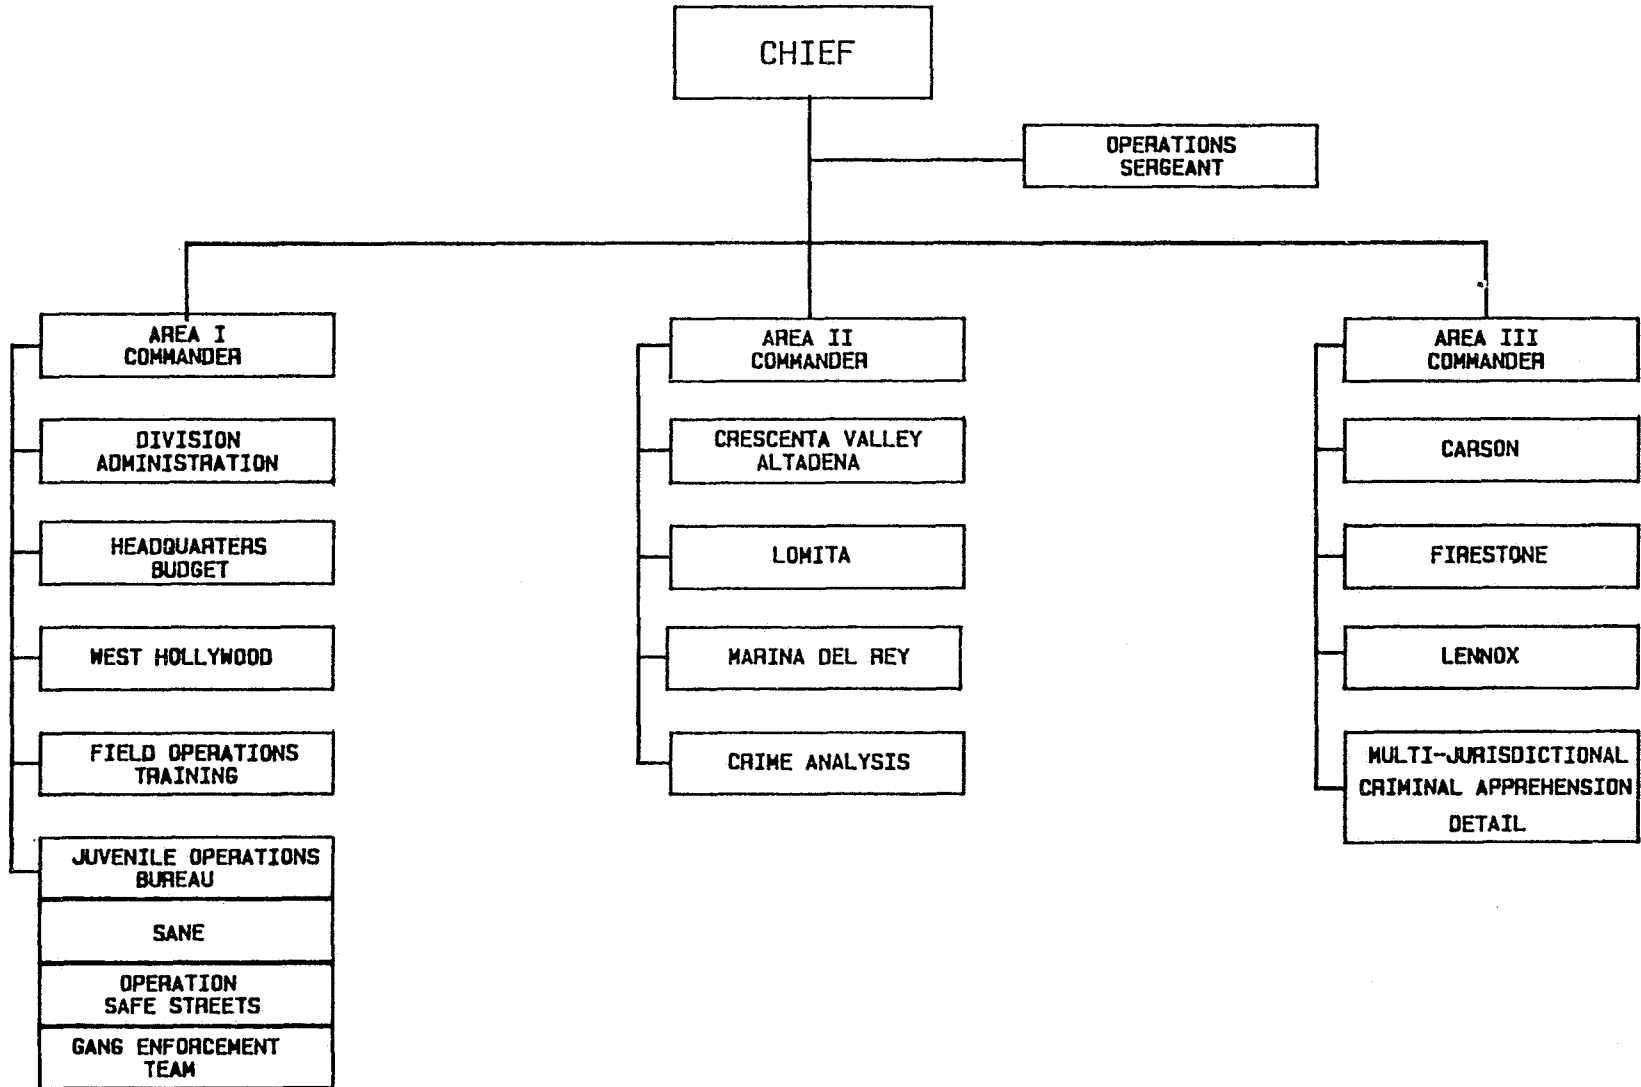 CHIEF
OPERATIONS
SERGEANT
AREA I
COMMANDER
DIVISION
ADMINISTRATION
HEADQUARTERS
BUDGET
WEST HOLLYWOOD
FIELD OPERATIONS
TRAINING
JUVENILE OPERATIONS
BUREAU
SANE
OPERATION
SAFE STREETS
GANG ENFORCEMENT
TEAM
AREA II
COMMANDER
CRESCENTA VALLEY
ALTADENA
LOMITA
MARINA DEL REY
CRIME ANALYSIS
AREA III
COMMANDER
CARSON
FIRESTONE
LENNOX
MULTI-JURISDICTIONAL
CRIMINAL APPREHENSION
DETAIL